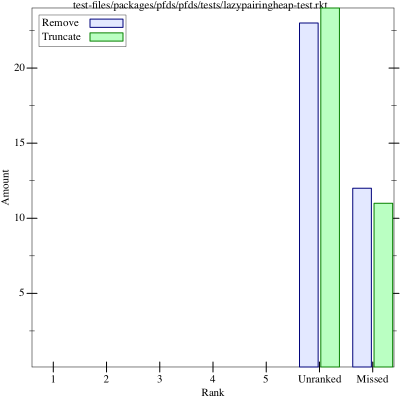 test-files/packages/pfds/pfds/tests/lazypairingheap-test.rkt
Remove
Truncate
20
15
10
5
Amount
1 2 3 4 5 Unranked Missed
Rank